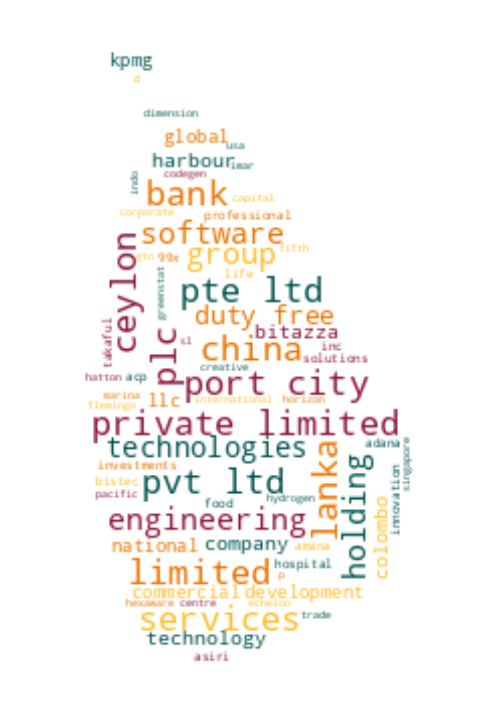 kpmg
d
dimension
global
usa
harbour
imar
codegen
indo
bank
capital
corporate
professional
software
ceylon
gtn
99x
group
fifth
life
greenstat
pte ltd
duty free
takaful
plc
sl
bitazza
china
inc
solutions
creative
hatton
acp
port city
marina
flemingo
llc
international
horizon
private limited
technologies
lanka
adana
singapore
investments
holding
innovation
bistec
pvt ltd
pacific
hydrogen
food
colombo
engineering
national
company
amana
limited
p
hospital
commercial
development
hexaware
centre
echelon
services
trade
technology
asiri